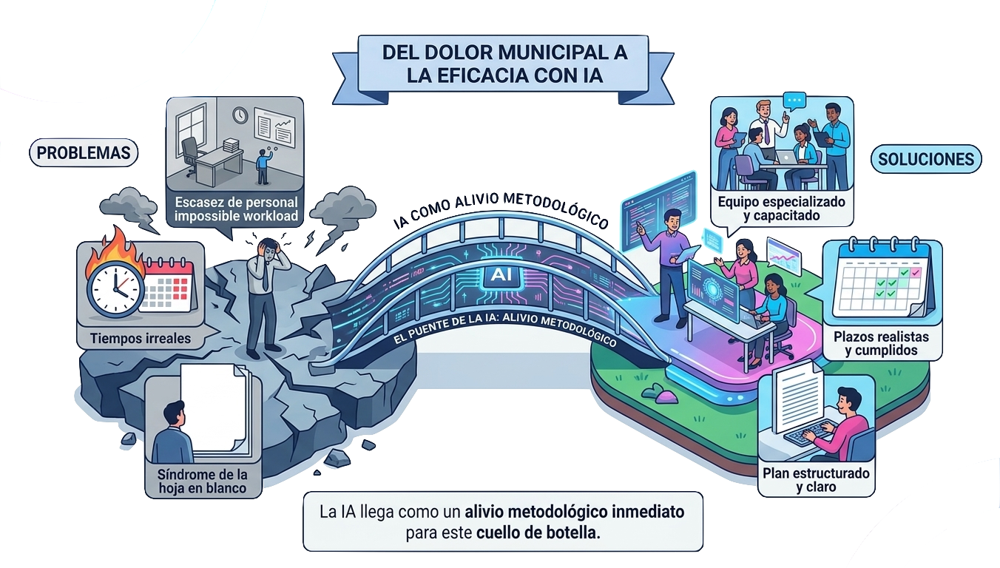 DEL DOLOR MUNICIPAL A
LA EFICACIA CON IA
PROBLEMAS
Escasez de personal
impossible workload
Tiempos irreales
Síndrome de la
hoja en blanco
IA COMO ALIVIO METODOLÓGICO
AI
EL PUENTE DE LA IA: ALIVIO METODOLÓGICO
SOLUCIONES
Equipo especializado
y capacitado
Plazos realistas
y cumplidos
Plan estructurado
y claro
La IA llega como un alivio metodológico inmediato
para este cuello de botella.